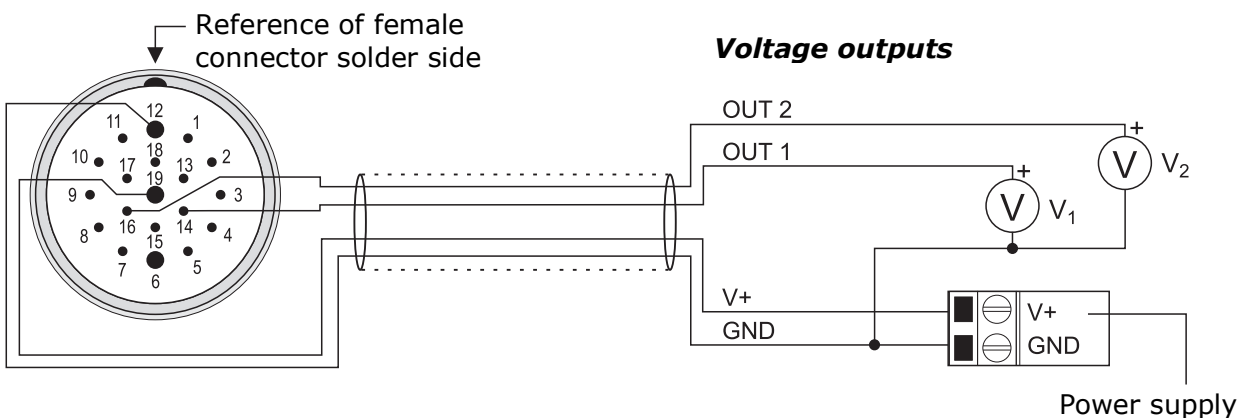 Reference of female
connector solder side
Voltage outputs
12
11
1
10
18
2
17
13
9
19
3
16
14
8
15
4
7
5
6
OUT 2
OUT 1
V+
GND
+
V
V2
+
V
V1
V+
GND
Power supply